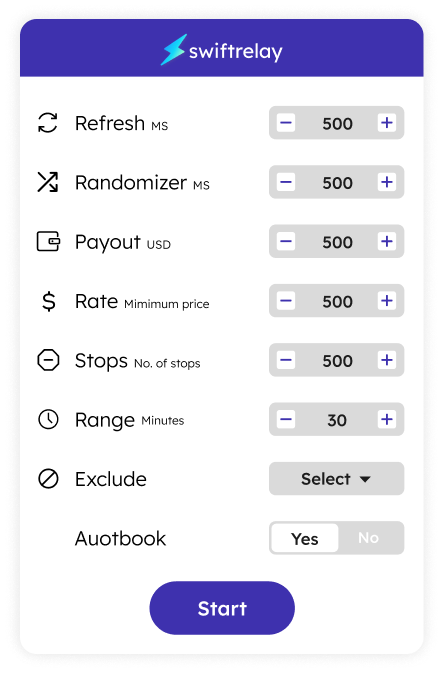 swiftrelay
Refresh MS - 500 +
Randomizer MS - 500 +
Payout USD - 500 +
$ Rate Mimimum price - 500 +
Stops No. of stops - 500 +
Range Minutes - 30 +
Exclude Select
Auotbook Yes No
Start